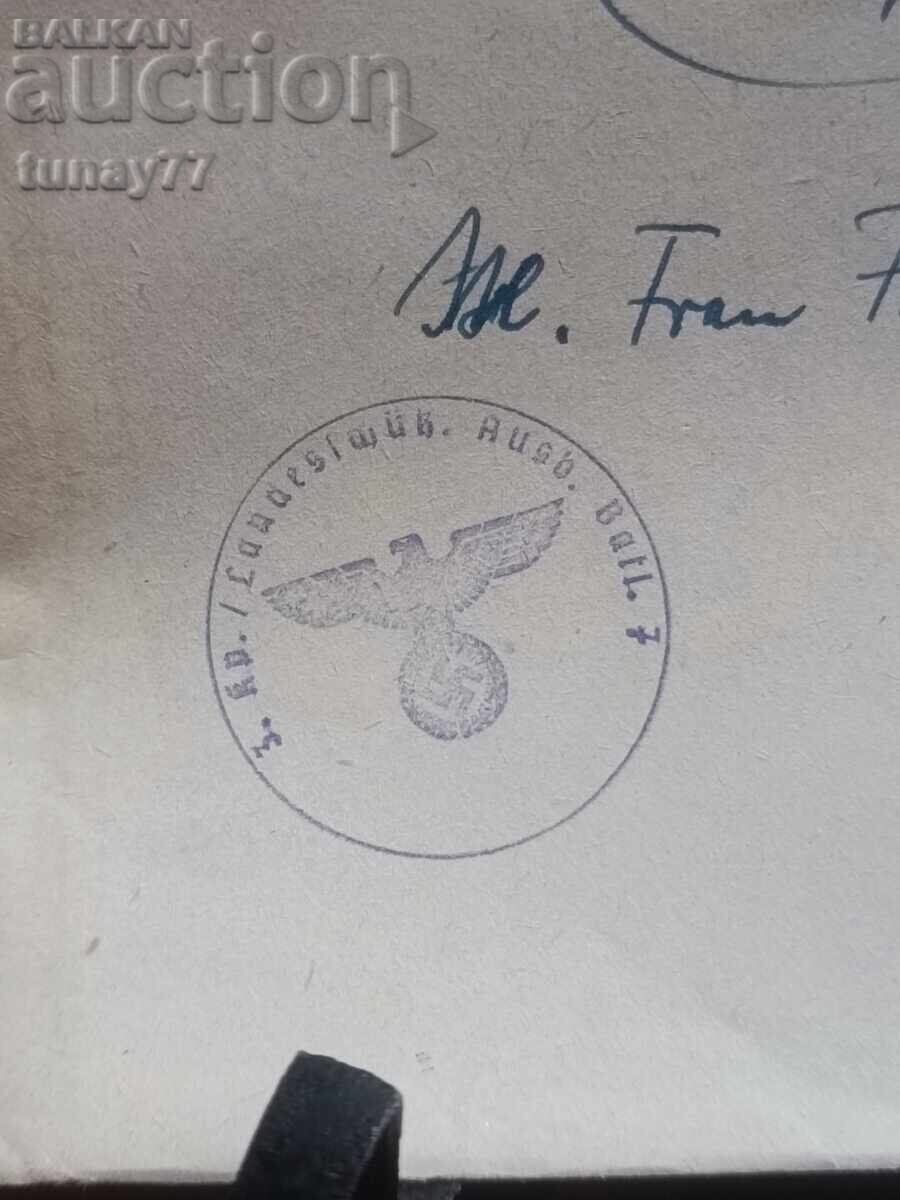 BALKAN
auction
tunay77
Frau
3. Kp. / Landesschütz. Ausb. Batl. 7